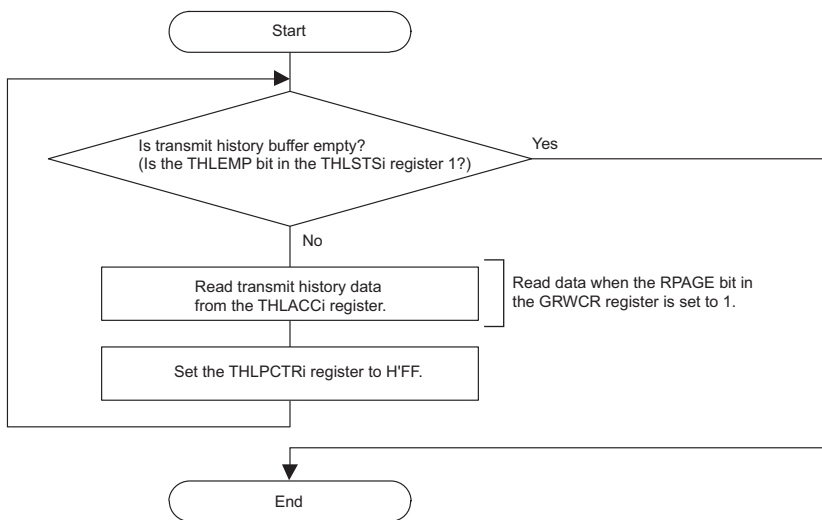 Start
Is transmit history buffer empty?
(Is the THLEMP bit in the THLSTSi register 1?)
Yes
No
Read transmit history data
from the THLACCi register.
Read data when the RPAGE bit in
the GRWCR register is set to 1.
Set the THLPCTRi register to H'FF.
End